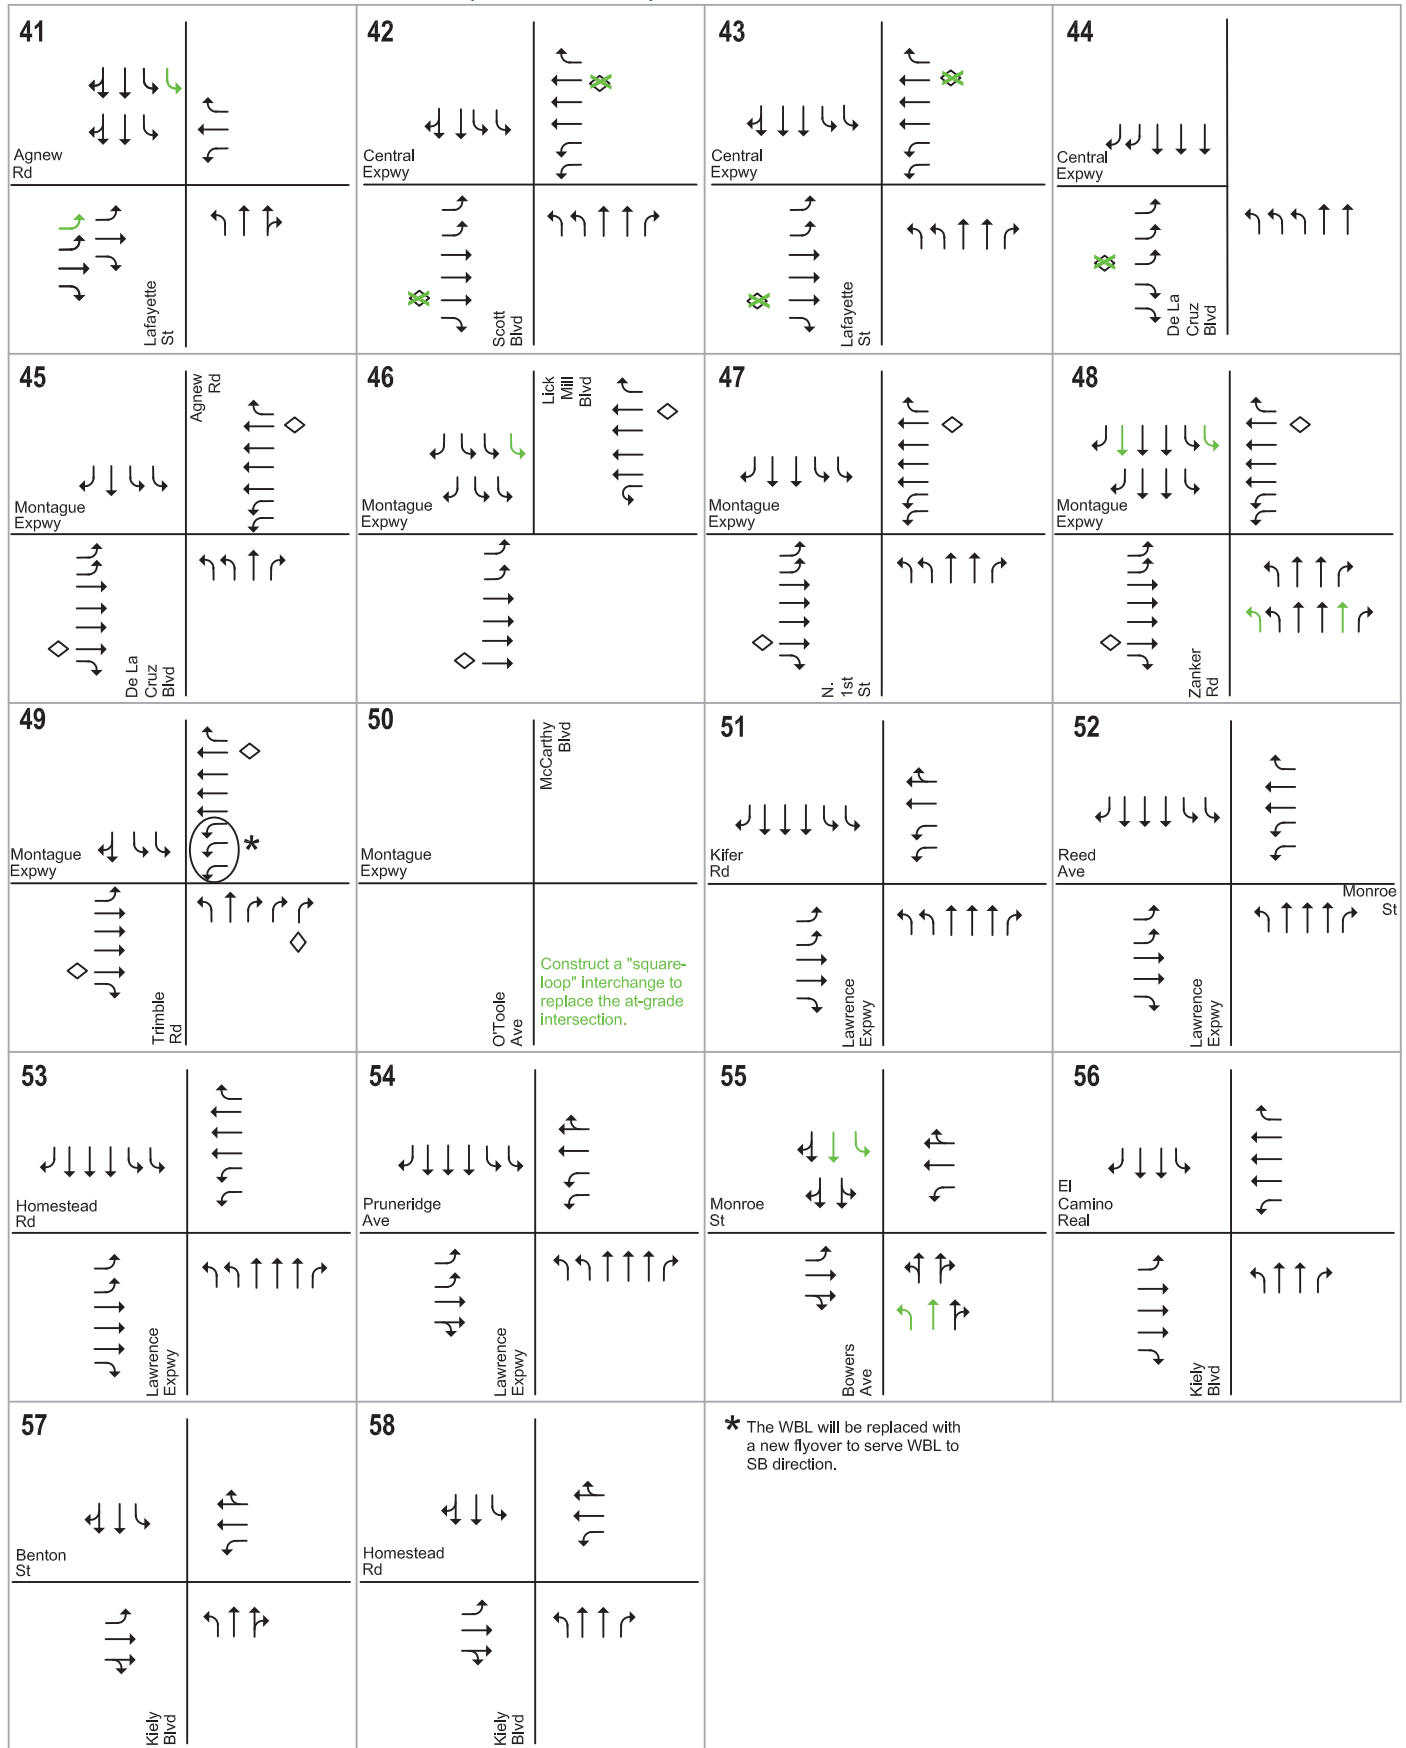 41
Agnew
Rd
Lafayette
St
42
Central
Expwy
Scott
Blvd
43
Central
Expwy
Lafayette
St
44
Central
Expwy
De La
Cruz
Blvd
45
Agnew
Rd
Montague
Expwy
De La
Cruz
Blvd
46
Lick
Mill
Blvd
Montague
Expwy
47
Montague
Expwy
N.
1st
St
48
Montague
Expwy
Zanker
Rd
49
Montague
Expwy
*
Trimble
Rd
50
McCarthy
Blvd
Montague
Expwy
O'Toole
Ave
Construct a "square-
loop" interchange to
replace the at-grade
intersection.
51
Kifer
Rd
Lawrence
Expwy
52
Reed
Ave
Monroe
St
Lawrence
Expwy
53
Homestead
Rd
Lawrence
Expwy
54
Pruneridge
Ave
Lawrence
Expwy
55
Monroe
St
Bowers
Ave
56
El
Camino
Real
Kiely
Blvd
57
Benton
St
Kiely
Blvd
58
Homestead
Rd
Kiely
Blvd
* The WBL will be replaced with
a new flyover to serve WBL to
SB direction.